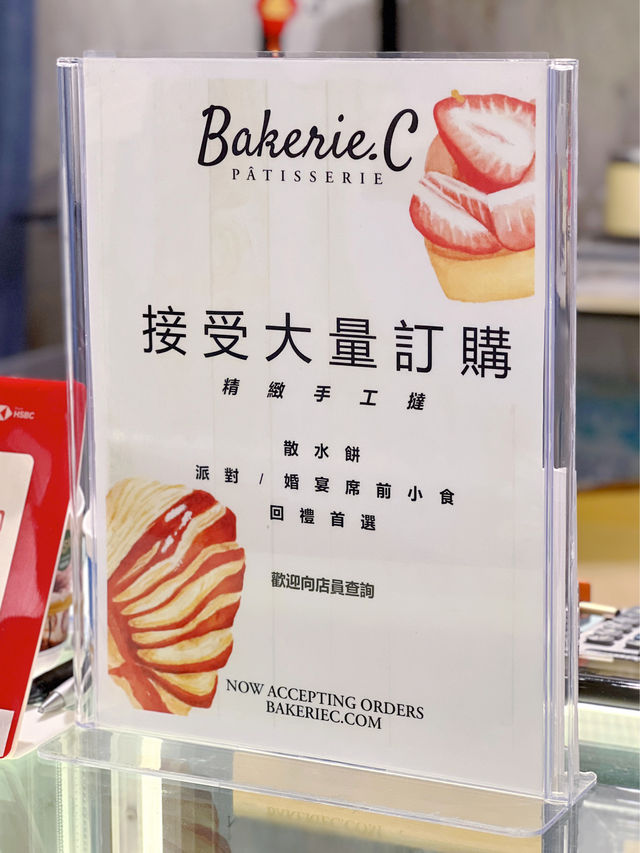 Bakerie.C
PÂTISSERIE
接受大量訂購
精緻手工撻
散水餅
派對 / 婚宴席前小食
回禮首選
歡迎向店員查詢
NOW ACCEPTING ORDERS
BAKERIEC.COM
HSBC